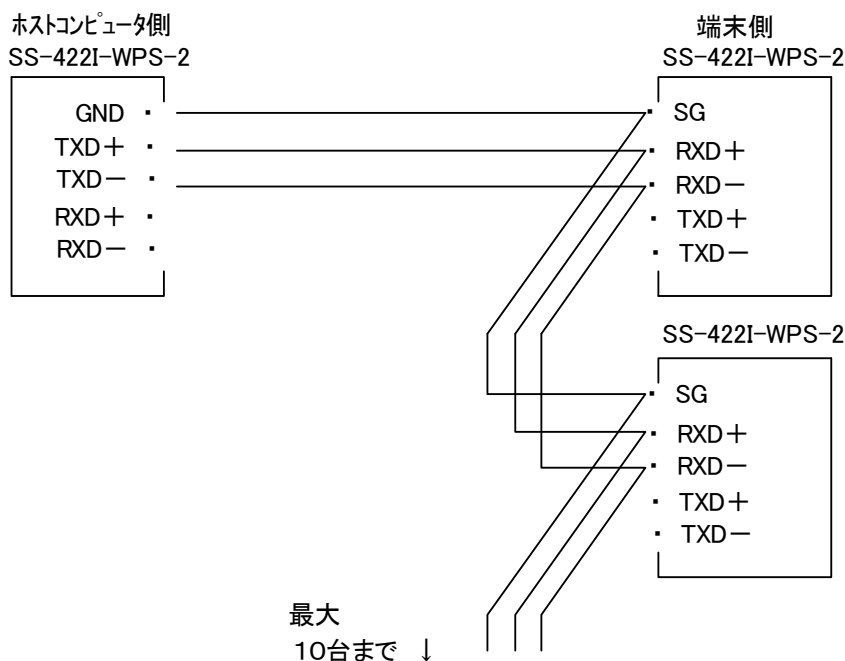 ﾎｽﾄｺﾝﾋﾟｭｰﾀ側
SS-422I-WPS-2
GND
TXD＋
TXD－
RXD＋
RXD－
端末側
SS-422I-WPS-2
SG
RXD＋
RXD－
TXD＋
TXD－
SS-422I-WPS-2
SG
RXD＋
RXD－
TXD＋
TXD－
最大
10台まで ↓